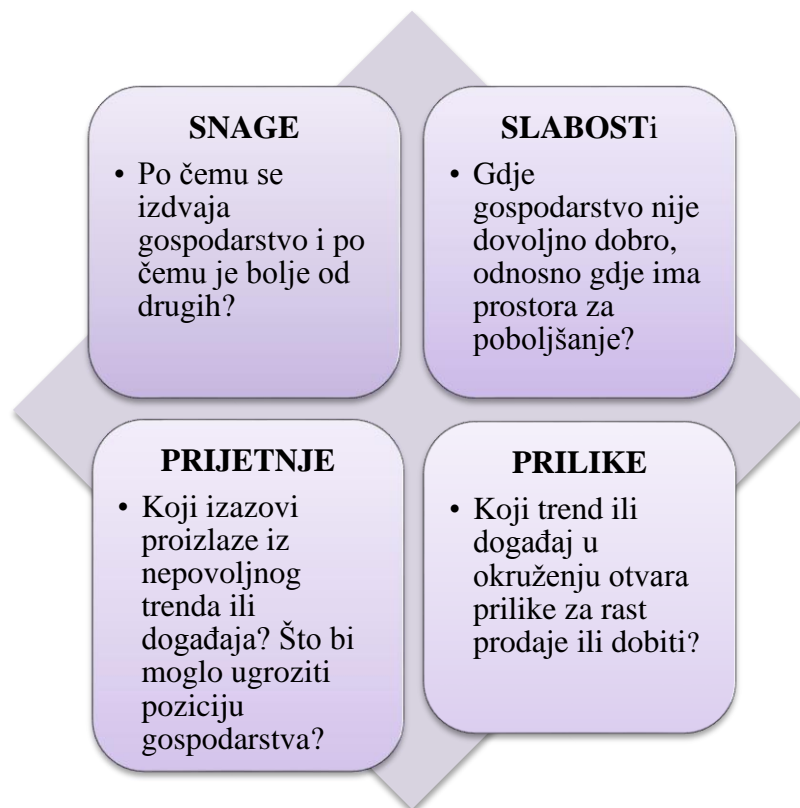 SNAGE
• Po čemu se
izdvaja
gospodarstvo i po
čemu je bolje od
drugih?
SLABOSTi
• Gdje
gospodarstvo nije
dovoljno dobro,
odnosno gdje ima
prostora za
poboljšanje?
PRIJETNJE
• Koji izazovi
proizlaze iz
nepovoljnog
trenda ili
događaja? Što bi
moglo ugroziti
poziciju
gospodarstva?
PRILIKE
• Koji trend ili
događaj u
okruženju otvara
prilike za rast
prodaje ili dobiti?